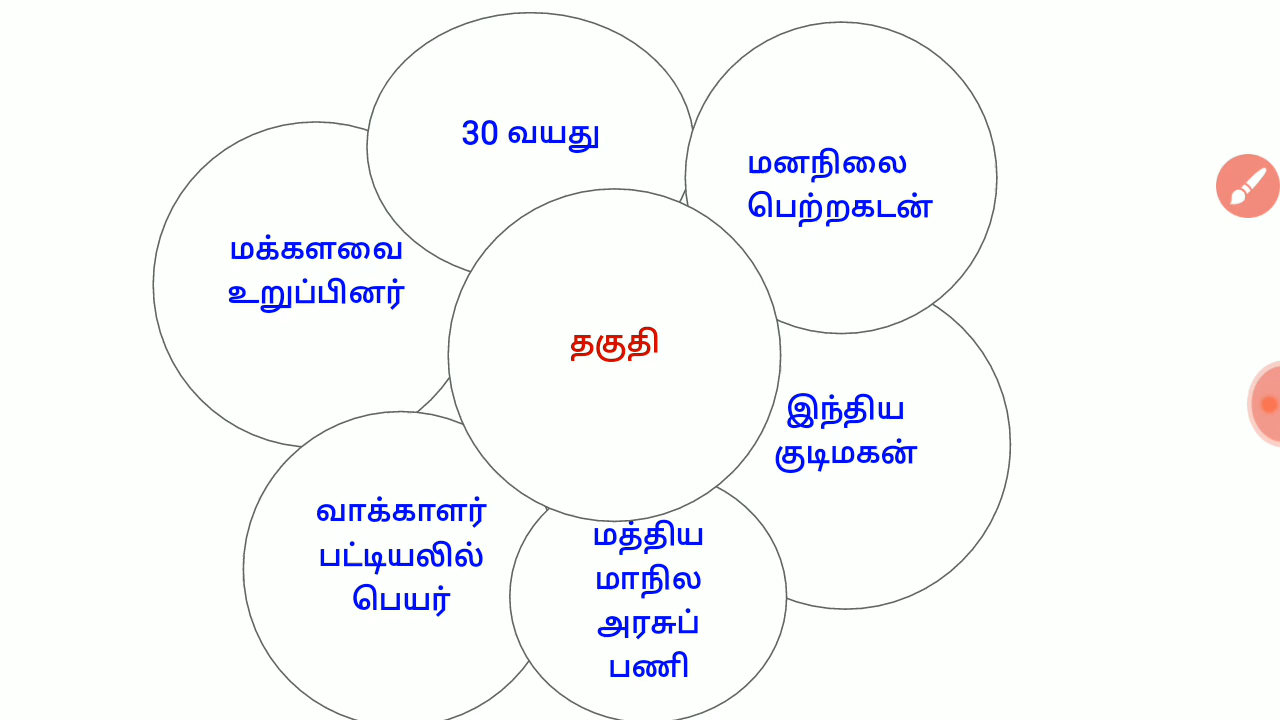 30 வயது
மனநிலை
பெற்றகடன்
மக்களவை
உறுப்பினர்
தகுதி
இந்திய
குடிமகன்
வாக்காளர்
பட்டியலில்
பெயர்
மத்திய
மாநில
அரசுப்
பணி